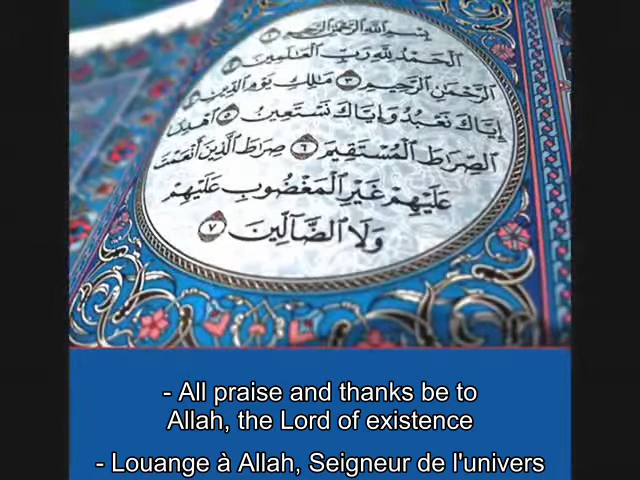 بِسْمِ اللَّهِ الرَّحْمَٰنِ الرَّحِيمِ ١
الْحَمْدُ لِلَّهِ رَبِّ الْعَالَمِينَ ٢
الرَّحْمَٰنِ الرَّحِيمِ ٣ مَالِكِ يَوْمِ الدِّينِ ٤
إِيَّاكَ نَعْبُدُ وَإِيَّاكَ نَسْتَعِينُ ٥ اهْدِنَا
الصِّرَاطَ الْمُسْتَقِيمَ ٦ صِرَاطَ الَّذِينَ أَنْعَمْتَ
عَلَيْهِمْ غَيْرِ الْمَغْضُوبِ عَلَيْهِمْ
وَلَا الضَّالِّينَ ٧
- All praise and thanks be to
Allah, the Lord of existence
- Louange à Allah, Seigneur de l'univers